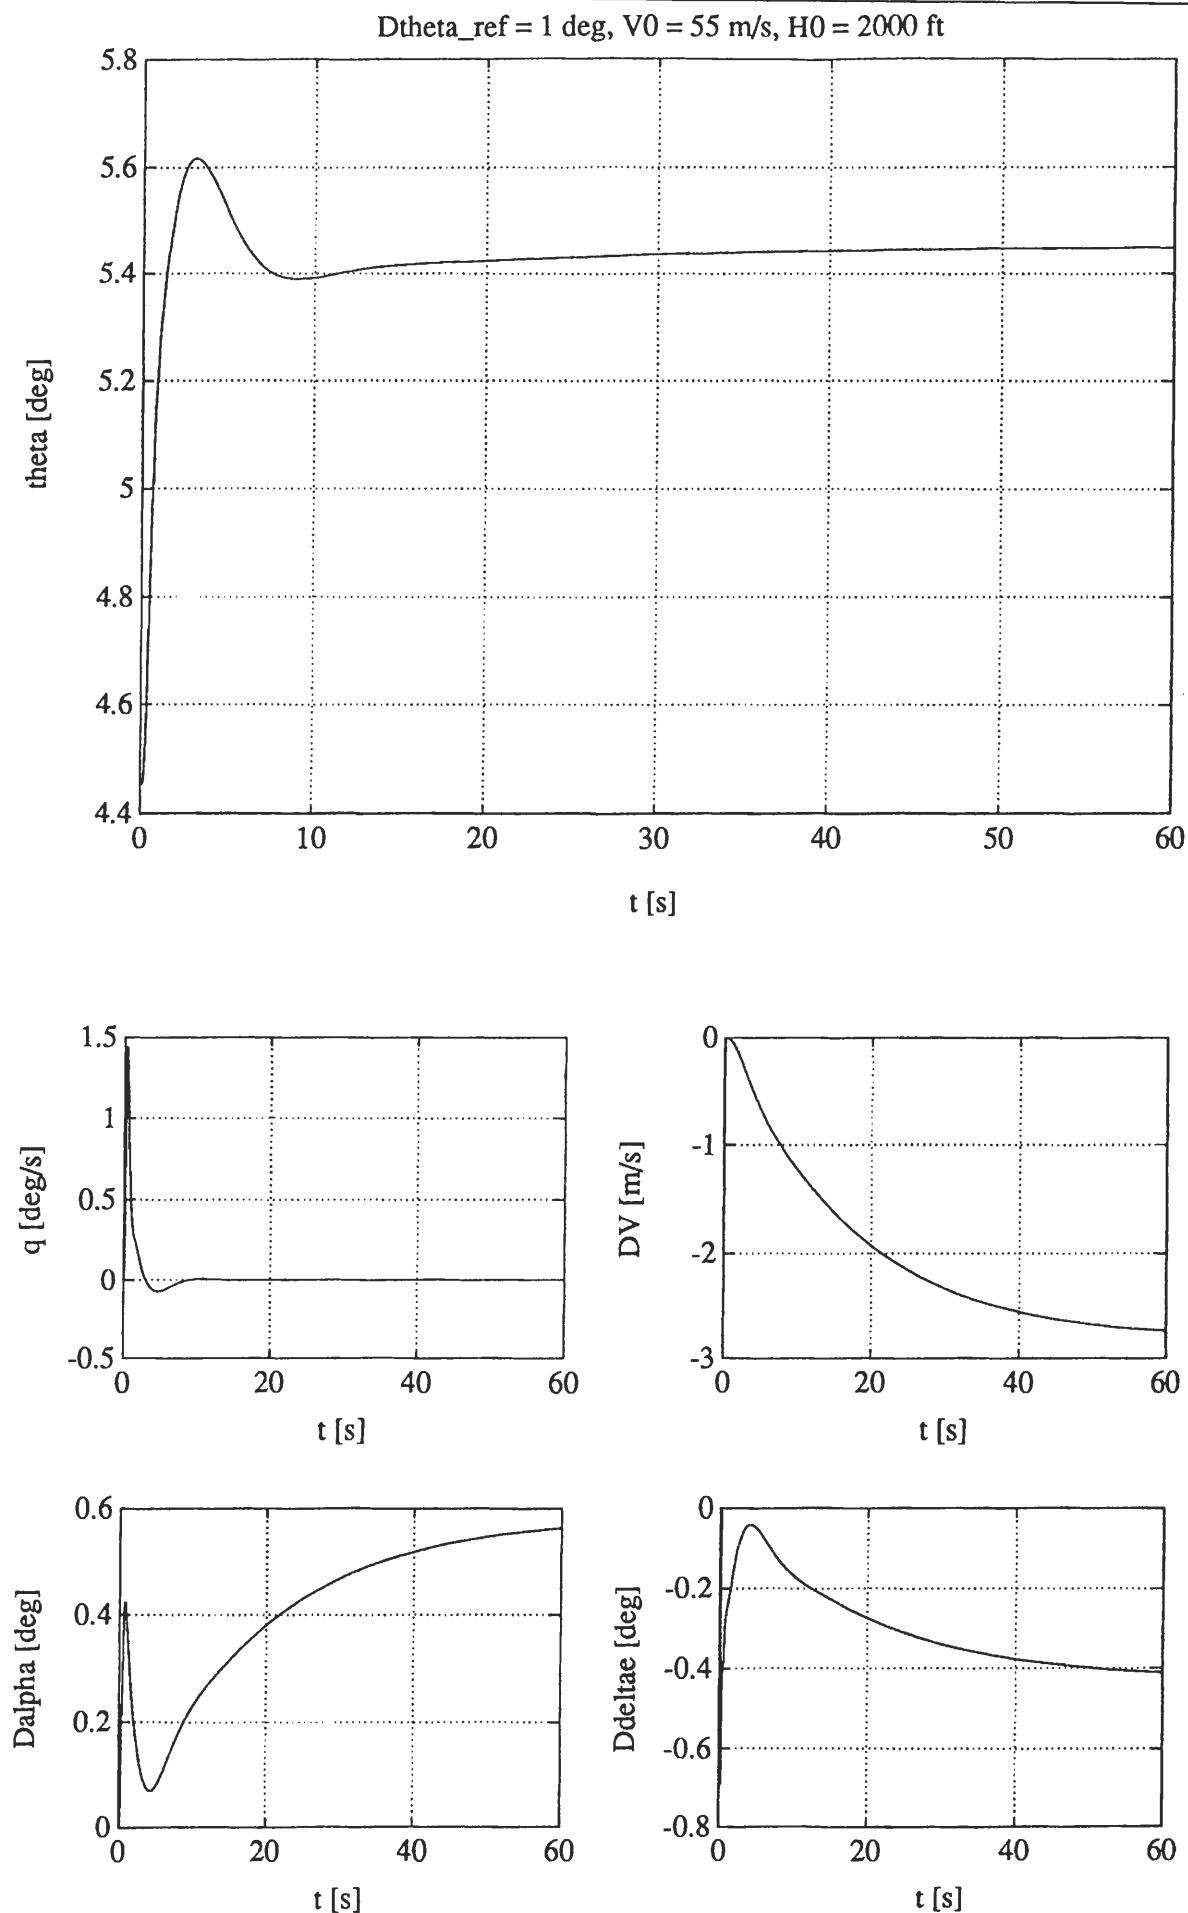 Dtheta_ref = 1 deg, V0 = 55 m/s, H0 = 2000 ft
5.8
5.6
5.4
5.2
5
4.8
4.6
4.4
theta [deg]
0 10 20 30 40 50 60
t [s]
1.5
1
0.5
0
-0.5
q [deg/s]
0 20 40 60
t [s]
0
-1
-2
-3
DV [m/s]
0 20 40 60
t [s]
0.6
0.4
0.2
0
Dalpha [deg]
0 20 40 60
t [s]
0
-0.2
-0.4
-0.6
-0.8
Ddeltae [deg]
0 20 40 60
t [s]